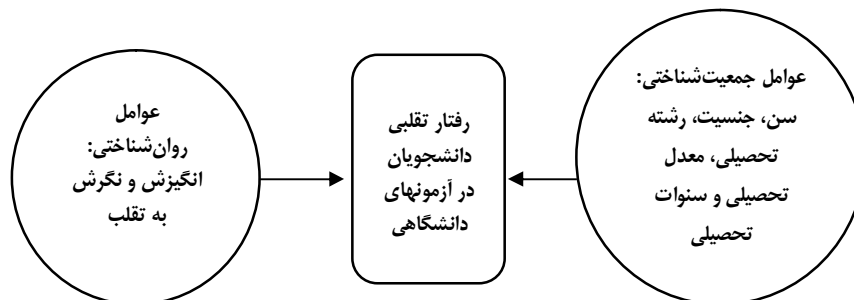 عوامل جمعیت‌شناختی:
سن، جنسیت، رشته
تحصیلی، معدل
تحصیلی و سنوات
تحصیلی
رفتار تقلبی
دانشجویان
در آزمونهای
دانشگاهی
عوامل
روان‌شناختی:
انگیزش و نگرش
به تقلب